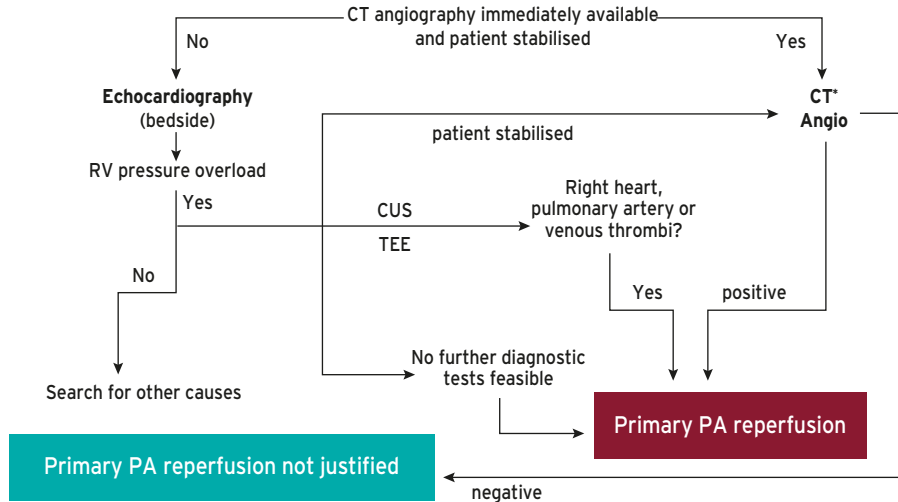 CT angiography immediately available
and patient stabilised
No
Yes
Echocardiography
(bedside)
CT*
Angio
patient stabilised
RV pressure overload
Yes
Right heart,
pulmonary artery or
venous thrombi?
CUS
TEE
No
Yes
positive
No further diagnostic
tests feasible
Search for other causes
Primary PA reperfusion
Primary PA reperfusion not justified
negative